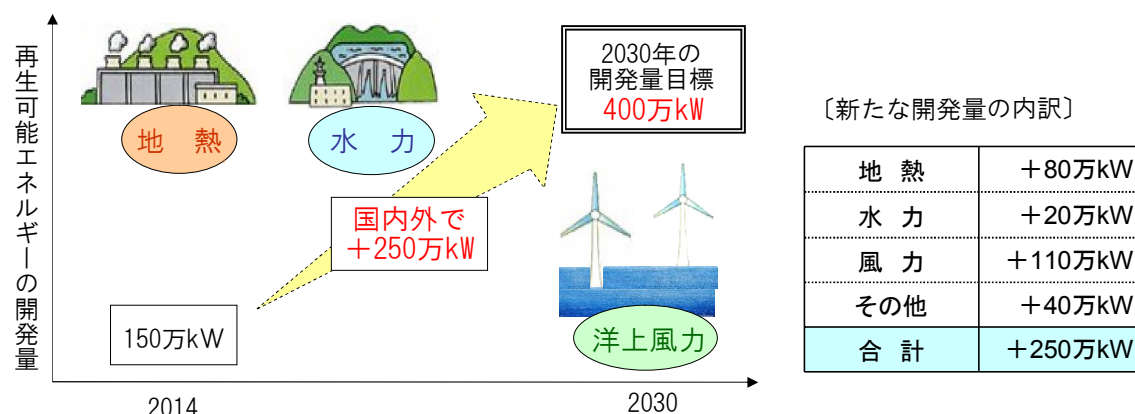 再生可能エネルギーの開発量
地 熱
水 力
2030年の
開発量目標
400万kW
国内外で
＋250万kW
150万kW
洋上風力
2014
2030
〔新たな開発量の内訳〕
地 熱 ＋80万kW
水 力 ＋20万kW
風 力 ＋110万kW
その他 ＋40万kW
合 計 ＋250万kW